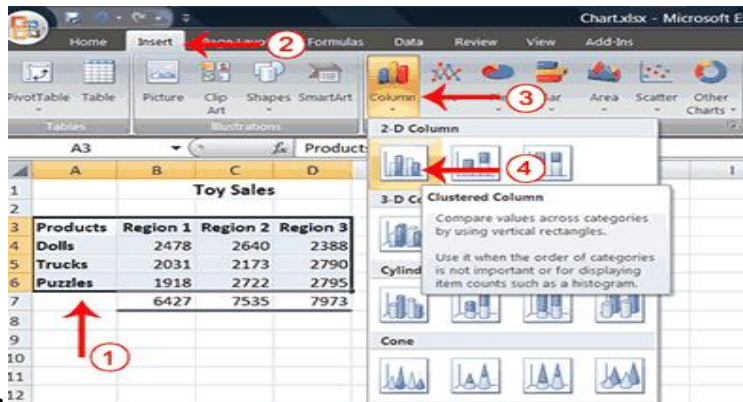 Chart.xlsx - Microsoft E
Home Insert Formulas Data Review View Add-Ins
2
PivotTable Table Picture Clip Art Shapes SmartArt Column Area Scatter Other Charts
3
Tables Illustrations
2-D Column
A3 fx Product
4
A B C D I
1 Toy Sales
2
3 Products Region 1 Region 2 Region 3
4 Dolls 2478 2640 2388
5 Trucks 2031 2173 2790
6 Puzzles 1918 2722 2795
7 6427 7535 7973
8
9
10
11
12
1
3-D Co
Clustered Column
Compare values across categories
by using vertical rectangles.
Use it when the order of categories
is not important or for displaying
item counts such as a histogram.
Cylind
Cone